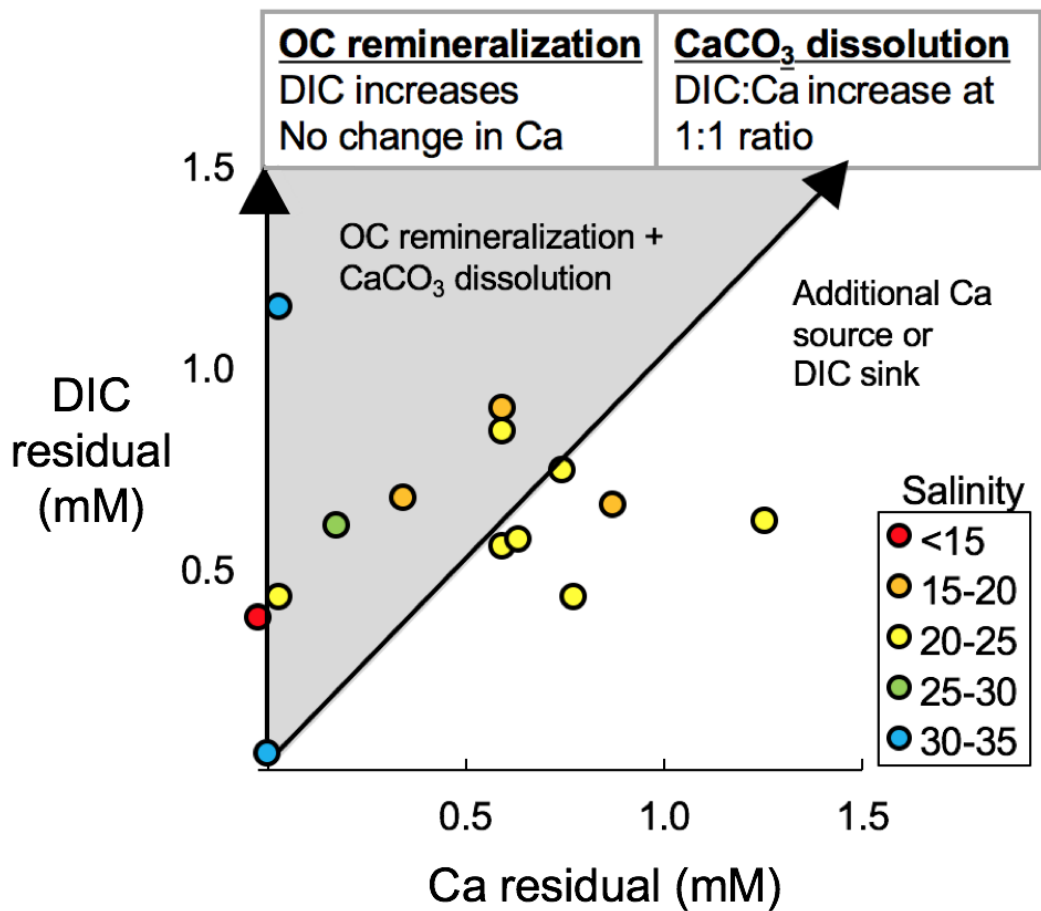 OC remineralization
DIC increases
No change in Ca
CaCO₃ dissolution
DIC:Ca increase at
1:1 ratio
1.5
1.0
0.5
DIC
residual
(mM)
OC remineralization +
CaCO₃ dissolution
Additional Ca
source or
DIC sink
Salinity
<15
15-20
20-25
25-30
30-35
0.5
1.0
1.5
Ca residual (mM)